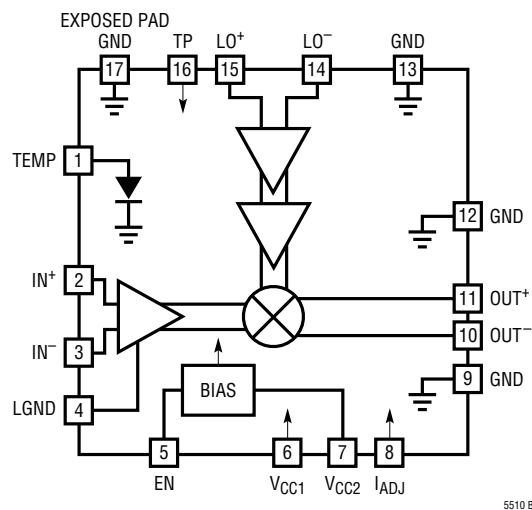 EXPOSED PAD
GND TP LO+ LO– GND
17 16 15 14 13
TEMP 1
12 GND
IN+ 2
11 OUT+
10 OUT–
IN– 3
9 GND
BIAS
LGND 4
5 6 7 8
EN VCC1 VCC2 IADJ
5510 B